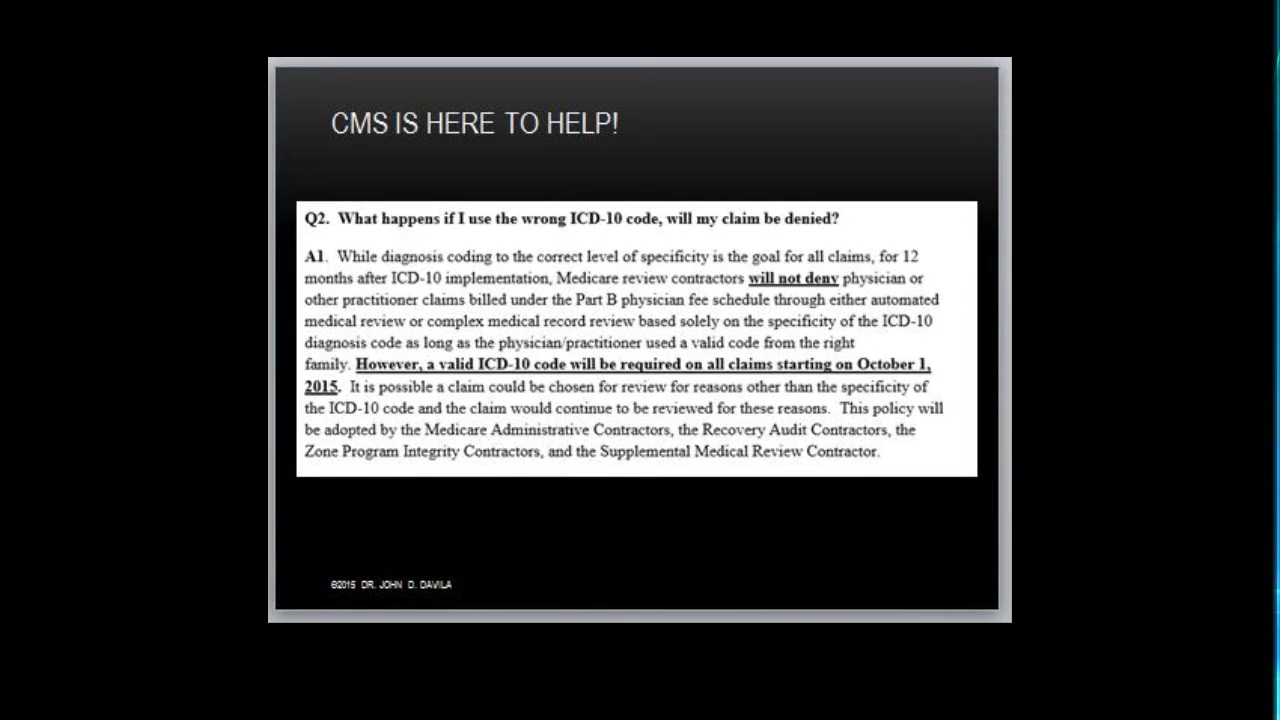 CMS IS HERE TO HELP!
Q2. What happens if I use the wrong ICD-10 code, will my claim be denied?
A1. While diagnosis coding to the correct level of specificity is the goal for all claims, for 12
months after ICD-10 implementation, Medicare review contractors will not deny physician or
other practitioner claims billed under the Part B physician fee schedule through either automated
medical review or complex medical record review based solely on the specificity of the ICD-10
diagnosis code as long as the physician/practitioner used a valid code from the right
family. However, a valid ICD-10 code will be required on all claims starting on October 1,
2015. It is possible a claim could be chosen for review for reasons other than the specificity of
the ICD-10 code and the claim would continue to be reviewed for these reasons. This policy will
be adopted by the Medicare Administrative Contractors, the Recovery Audit Contractors, the
Zone Program Integrity Contractors, and the Supplemental Medical Review Contractor.
©2015 DR. JOHN D. DAVILA